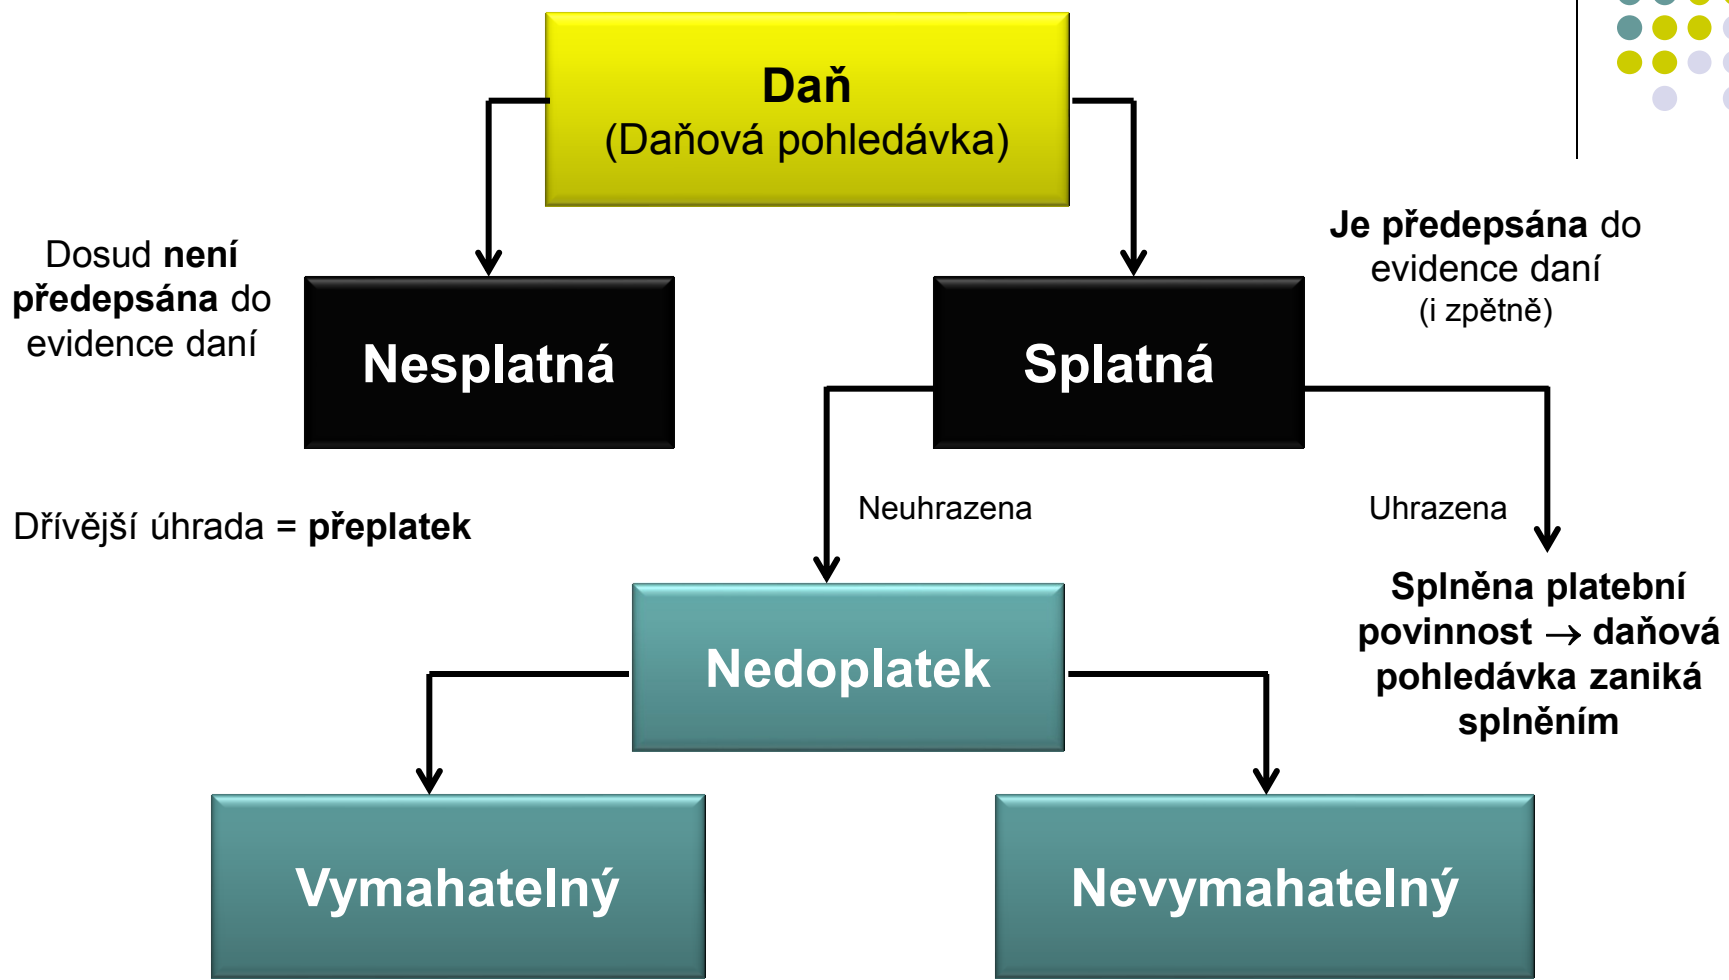 Daň
(Daňová pohledávka)
Dosud není
předepsána do
evidence daní
Je předepsána do
evidence daní
(i zpětně)
Nesplatná
Splatná
Dřívější úhrada = přeplatek
Neuhrazena
Uhrazena
Splněna platební
povinnost → daňová
pohledávka zaniká
splněním
Nedoplatek
Vymahatelný
Nevymahatelný